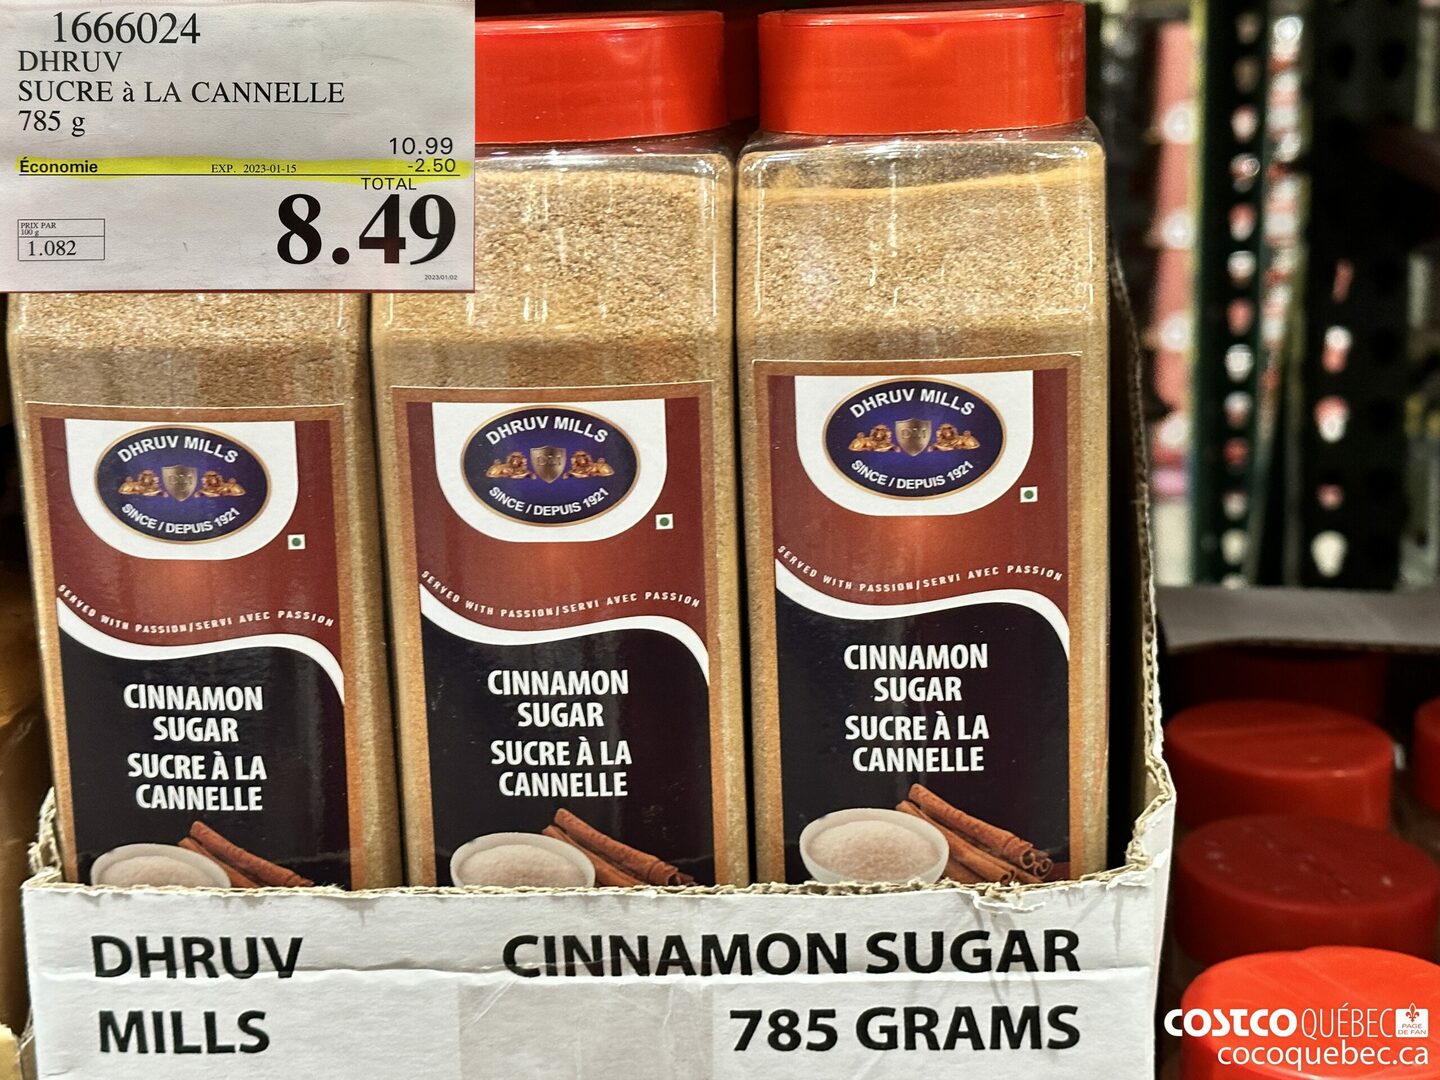 1666024
DHRUV
SUCRE à LA CANNELLE
785 g
10.99
Économie EXP. 2023-01-15 -2.50
TOTAL
8.49
PRIX PAR
100 g
1.082
2023/01/02
DHRUV MILLS
SINCE / DEPUIS 1921
SERVED WITH PASSION/SERVI AVEC PASSION
CINNAMON
SUGAR
SUCRE À LA
CANNELLE
DHRUV MILLS
SINCE / DEPUIS 1921
SERVED WITH PASSION/SERVI AVEC PASSION
CINNAMON
SUGAR
SUCRE À LA
CANNELLE
DHRUV MILLS
SINCE / DEPUIS 1921
SERVED WITH PASSION/SERVI AVEC PASSION
CINNAMON
SUGAR
SUCRE À LA
CANNELLE
DHRUV
MILLS
CINNAMON SUGAR
785 GRAMS
COSTCO QUÉBEC PAGE DE FAN
cocoquebec.ca